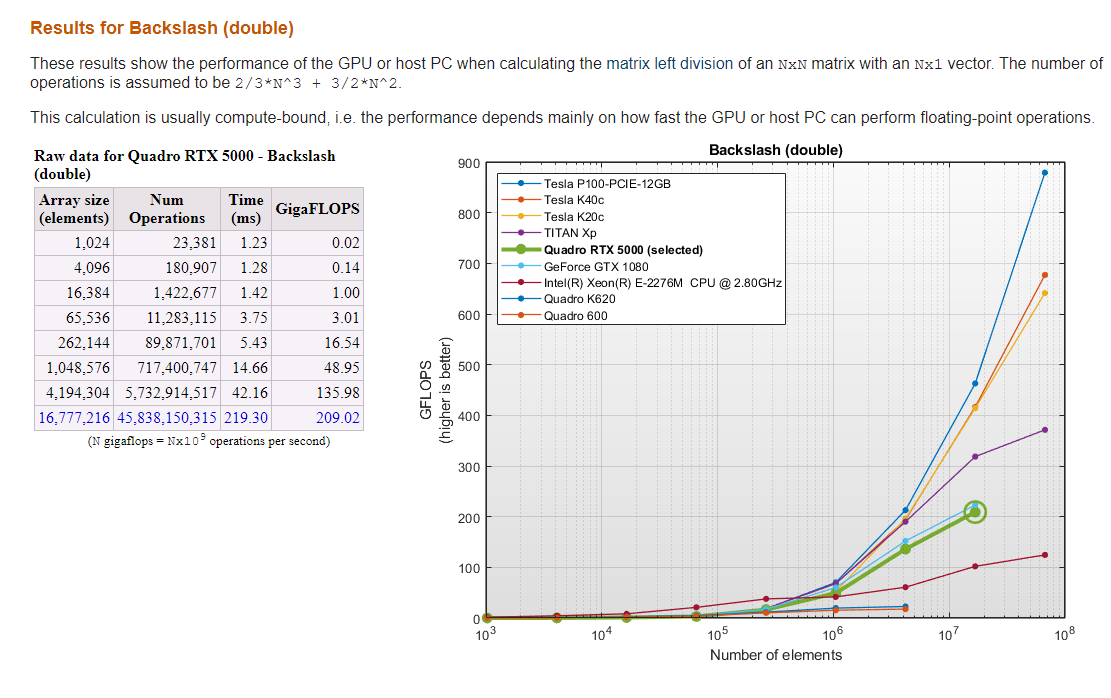 Results for Backslash (double)
These results show the performance of the GPU or host PC when calculating the matrix left division of an NxN matrix with an Nx1 vector. The number of
operations is assumed to be 2/3*N^3 + 3/2*N^2.
This calculation is usually compute-bound, i.e. the performance depends mainly on how fast the GPU or host PC can perform floating-point operations.
Raw data for Quadro RTX 5000 - Backslash
(double)
Array size (elements) Num Operations Time (ms) GigaFLOPS
1,024 23,381 1.23 0.02
4,096 180,907 1.28 0.14
16,384 1,422,677 1.42 1.00
65,536 11,283,115 3.75 3.01
262,144 89,871,701 5.43 16.54
1,048,576 717,400,747 14.66 48.95
4,194,304 5,732,914,517 42.16 135.98
16,777,216 45,838,150,315 219.30 209.02
(N gigaflops = Nx10⁹ operations per second)
Backslash (double)
900
800
700
600
500
400
300
200
100
0
GFLOPS
(higher is better)
Tesla P100-PCIE-12GB
Tesla K40c
Tesla K20c
TITAN Xp
Quadro RTX 5000 (selected)
GeForce GTX 1080
Intel(R) Xeon(R) E-2276M CPU @ 2.80GHz
Quadro K620
Quadro 600
10³ 10⁴ 10⁵ 10⁶ 10⁷ 10⁸
Number of elements